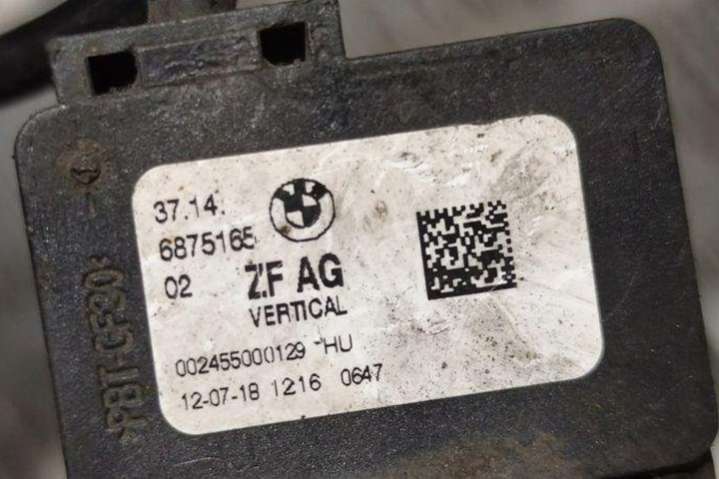 37.14.
6875165
02
ZF AG
VERTICAL
002455000129 HU
12-07-18 1216 0647
>PBT-GF30<